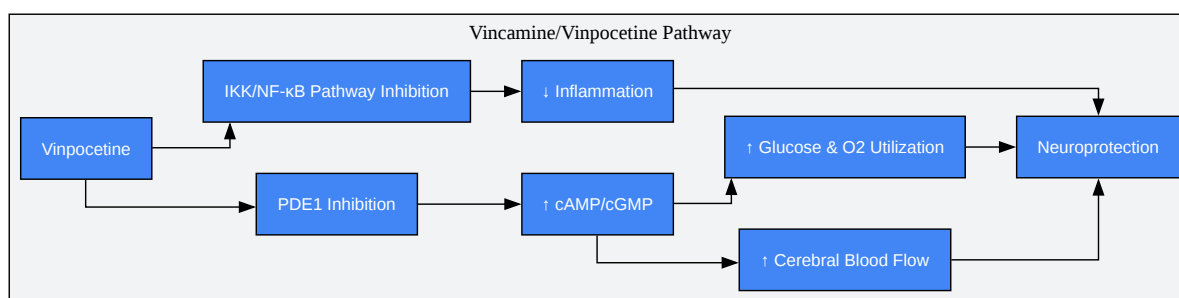 Vincamine/Vinpocetine Pathway
IKK/NF-κB Pathway Inhibition
↓ Inflammation
Vinpocetine
↑ Glucose & O2 Utilization
Neuroprotection
PDE1 Inhibition
↑ cAMP/cGMP
↑ Cerebral Blood Flow